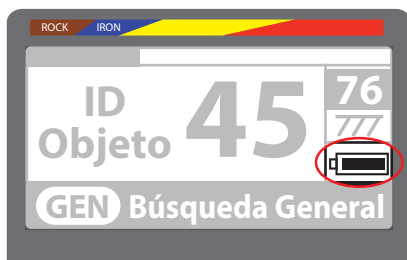 ROCK IRON
ID Objeto 45 76
GEN Búsqueda General